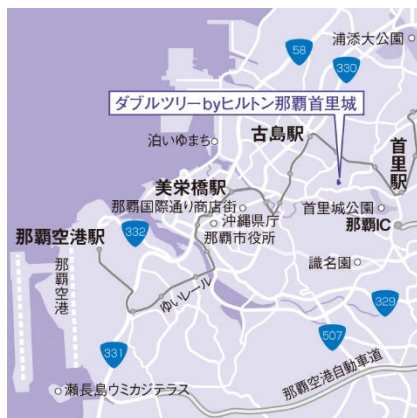 浦添大公園
58
330
ダブルツリーbyヒルトン那覇首里城
泊いゆまち
古島駅
首里駅
美栄橋駅
那覇国際通り商店街
首里城公園
沖縄県庁
那覇IC
那覇空港駅
332
那覇市役所
識名園
那覇空港
ゆいレール
329
507
331
那覇空港自動車道
瀬長島ウミカジテラス